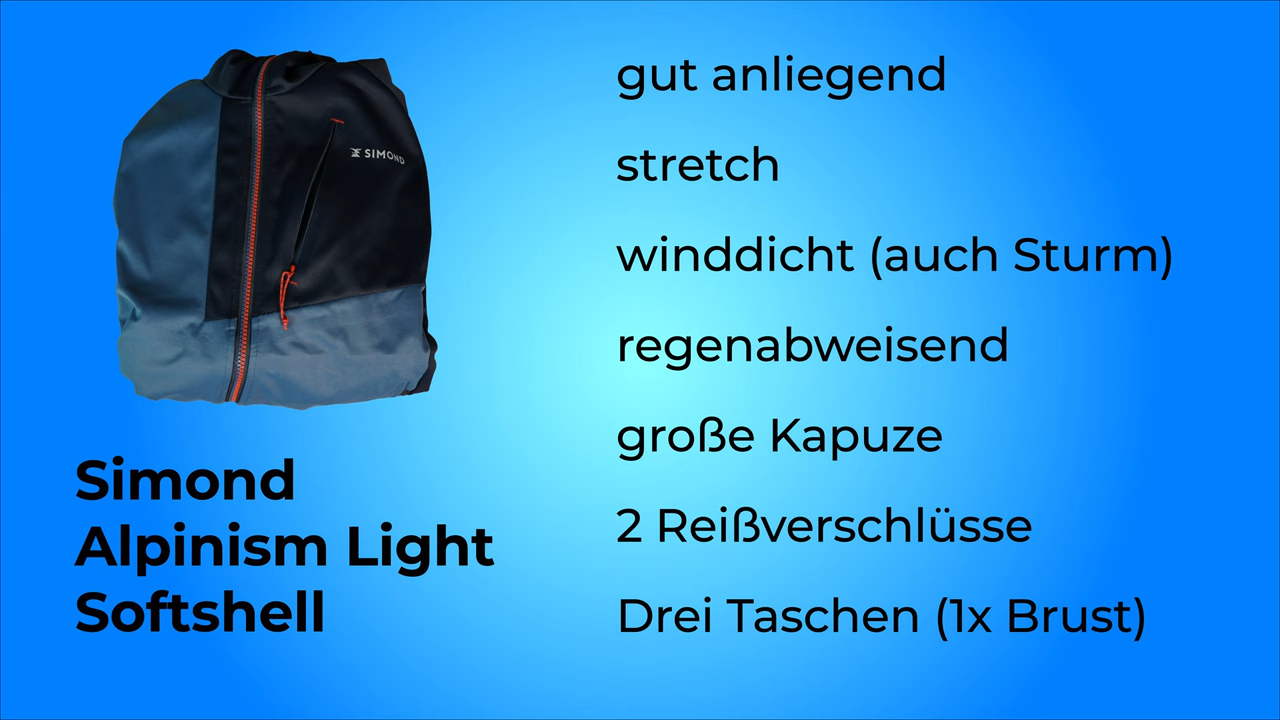 SIMOND
Simond
Alpinism Light
Softshell
gut anliegend
stretch
winddicht (auch Sturm)
regenabweisend
große Kapuze
2 Reißverschlüsse
Drei Taschen (1x Brust)